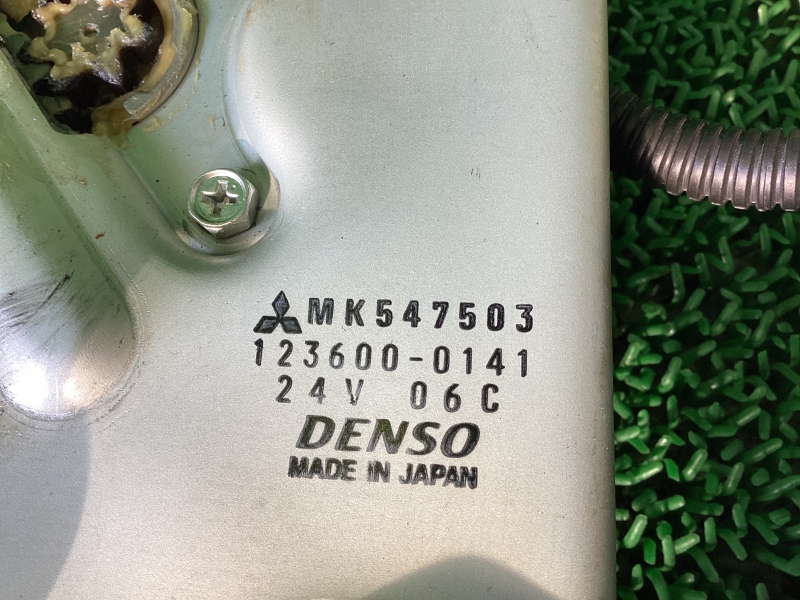 MK547503
123600-0141
24V 06C
DENSO
MADE IN JAPAN